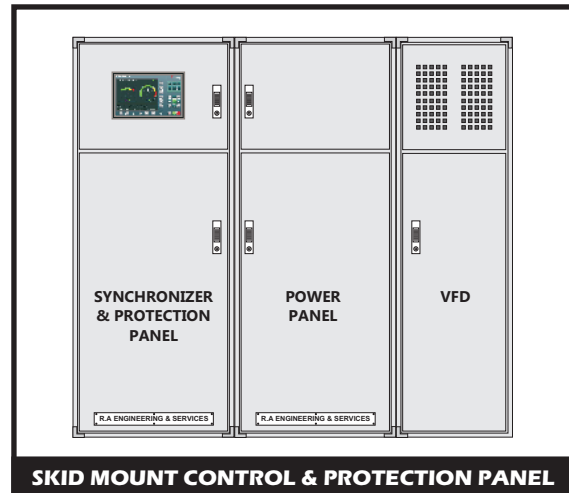 SYNCHRONIZER
& PROTECTION
PANEL
POWER
PANEL
VFD
R.A ENGINEERING & SERVICES
R.A ENGINEERING & SERVICES
SKID MOUNT CONTROL & PROTECTION PANEL